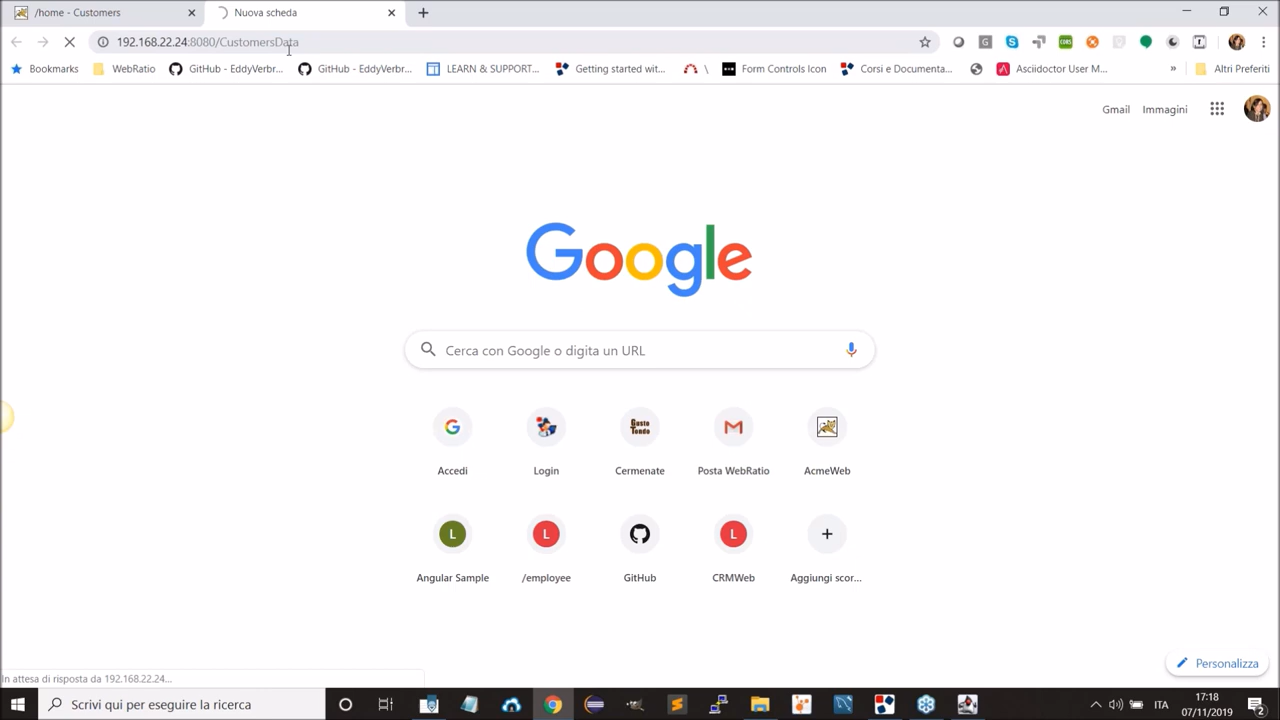 /home - Customers
Nuova scheda
192.168.22.24:8080/CustomersData
Bookmarks
WebRatio
GitHub - EddyVerbr...
GitHub - EddyVerbr...
LEARN & SUPPORT...
Getting started wit...
\
Form Controls Icon
Corsi e Documenta...
Asciidoctor User M...
»
Altri Preferiti
Gmail
Immagini
Google
Cerca con Google o digita un URL
Accedi
Login
Gusto Tondo
Cermenate
Posta WebRatio
AcmeWeb
L
Angular Sample
L
/employee
GitHub
L
CRMWeb
Aggiungi scor...
Personalizza
In attesa di risposta da 192.168.22.24...
Scrivi qui per eseguire la ricerca
ITA
17:18
07/11/2019
2